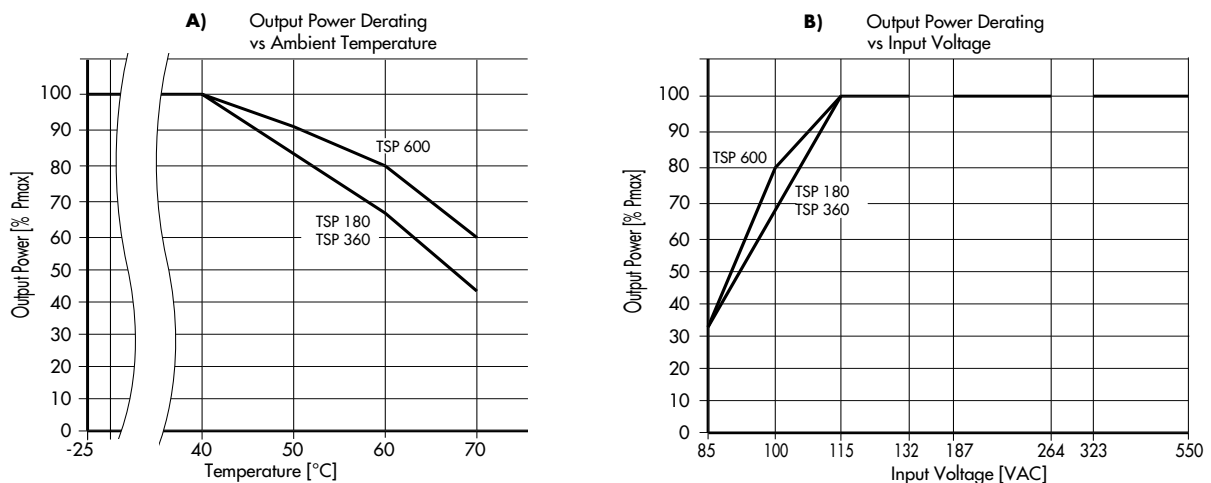 A) Output Power Derating
vs Ambient Temperature
Output Power [% Pmax]
100
90
80
70
60
50
40
30
20
10
0
TSP 600
TSP 180
TSP 360
-25 40 50 60 70
Temperature [°C]
B) Output Power Derating
vs Input Voltage
Output Power [% Pmax]
100
90
80
70
60
50
40
30
20
10
0
TSP 600
TSP 180
TSP 360
85 100 115 132 187 264 323 550
Input Voltage [VAC]